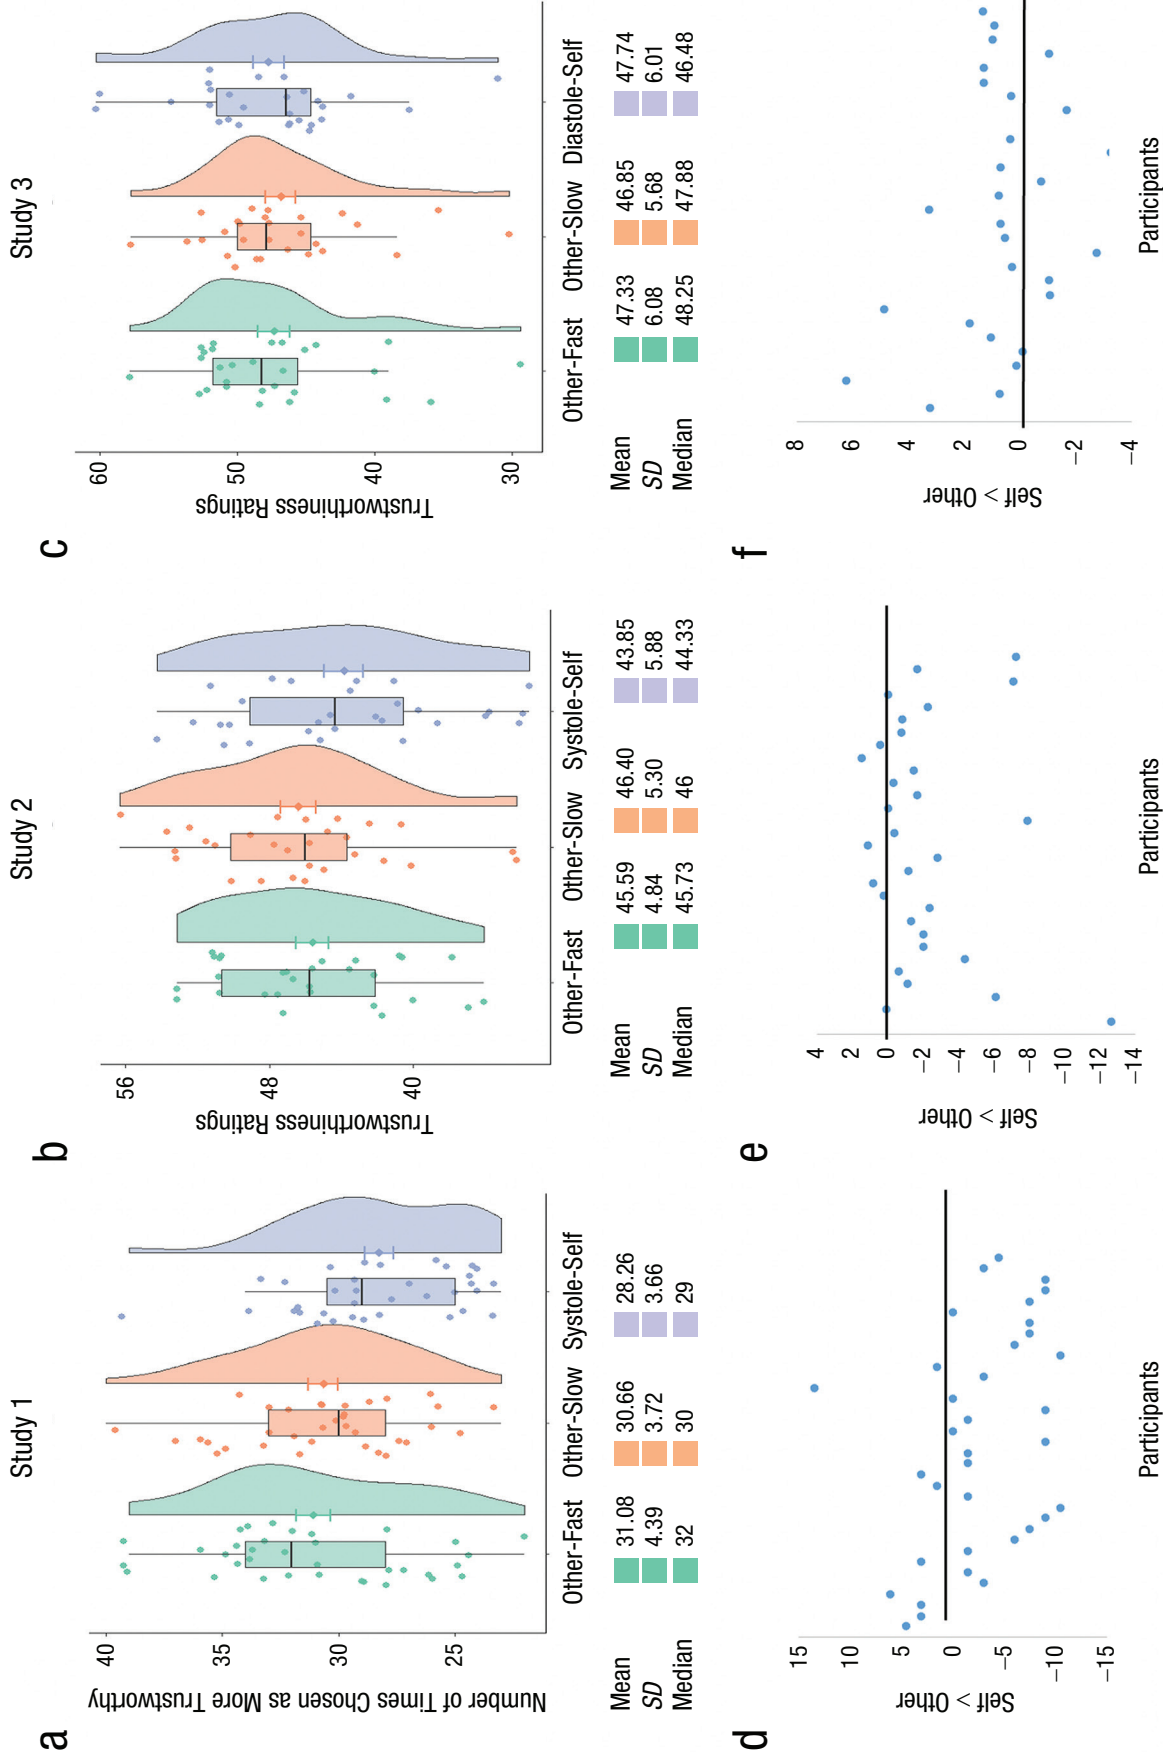 a
Study 1
Number of Times Chosen as More Trustworthy
40
35
30
25
Other-Fast Other-Slow Systole-Self
Mean 31.08 30.66 28.26
SD 4.39 3.72 3.66
Median 32 30 29
b
Study 2
Trustworthiness Ratings
56
48
40
Other-Fast Other-Slow Systole-Self
Mean 45.59 46.40 43.85
SD 4.84 5.30 5.88
Median 45.73 46 44.33
c
Study 3
Trustworthiness Ratings
60
50
40
30
Other-Fast Other-Slow Diastole-Self
Mean 47.33 46.85 47.74
SD 6.08 5.68 6.01
Median 48.25 47.88 46.48
d
Self > Other
15
10
5
0
−5
−10
−15
Participants
e
Self > Other
4
2
0
−2
−4
−6
−8
−10
−12
−14
Participants
f
Self > Other
8
6
4
2
0
−2
−4
Participants